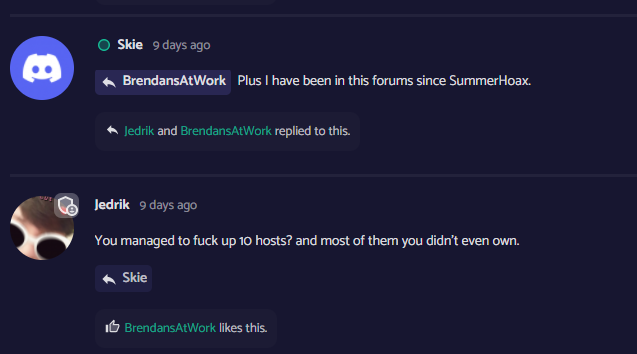 Skie 9 days ago
BrendansAtWork Plus I have been in this forums since SummerHoax.
Jedrik and BrendansAtWork replied to this.
Jedrik 9 days ago
You managed to fuck up 10 hosts? and most of them you didn't even own.
Skie
BrendansAtWork likes this.